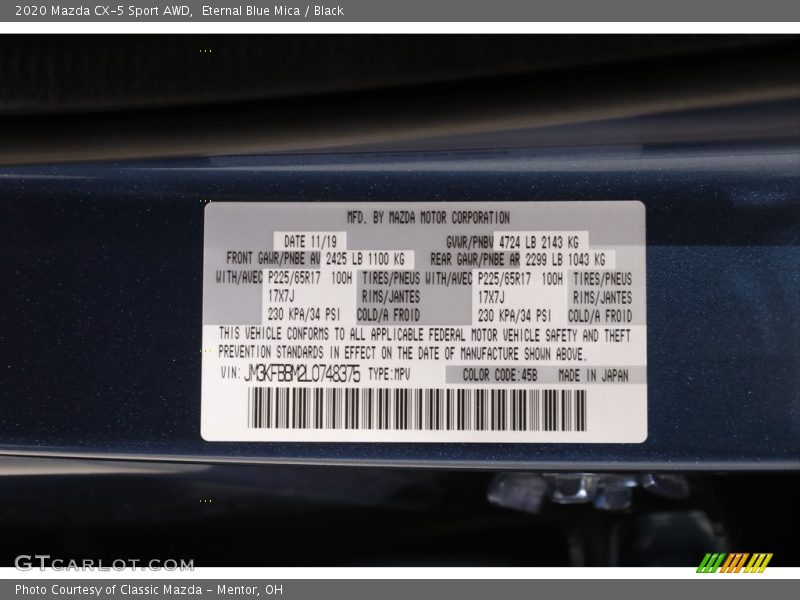 2020 Mazda CX-5 Sport AWD,  Eternal Blue Mica / Black
MFD. BY MAZDA MOTOR CORPORATION
DATE 11/19 GVWR/PNBV 4724 LB 2143 KG
FRONT GAWR/PNBE AV 2425 LB 1100 KG REAR GAWR/PNBE AR 2299 LB 1043 KG
WITH/AVEC P225/65R17 100H TIRES/PNEUS WITH/AVEC P225/65R17 100H TIRES/PNEUS
17X7J RIMS/JANTES 17X7J RIMS/JANTES
230 KPA/34 PSI COLD/A FROID 230 KPA/34 PSI COLD/A FROID
THIS VEHICLE CONFORMS TO ALL APPLICABLE FEDERAL MOTOR VEHICLE SAFETY AND THEFT
PREVENTION STANDARDS IN EFFECT ON THE DATE OF MANUFACTURE SHOWN ABOVE.
VIN: JM3KFBBM2L0748375 TYPE:MPV COLOR CODE:45B MADE IN JAPAN
GTCARLOT.COM
Photo Courtesy of Classic Mazda - Mentor, OH